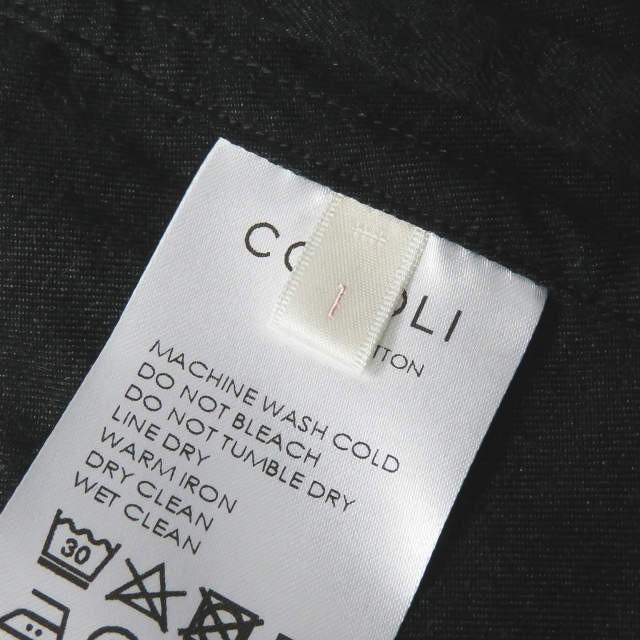 CO OLI
TTON
MACHINE WASH COLD
DO NOT BLEACH
DO NOT TUMBLE DRY
LINE DRY
WARM IRON
DRY CLEAN
WET CLEAN
30